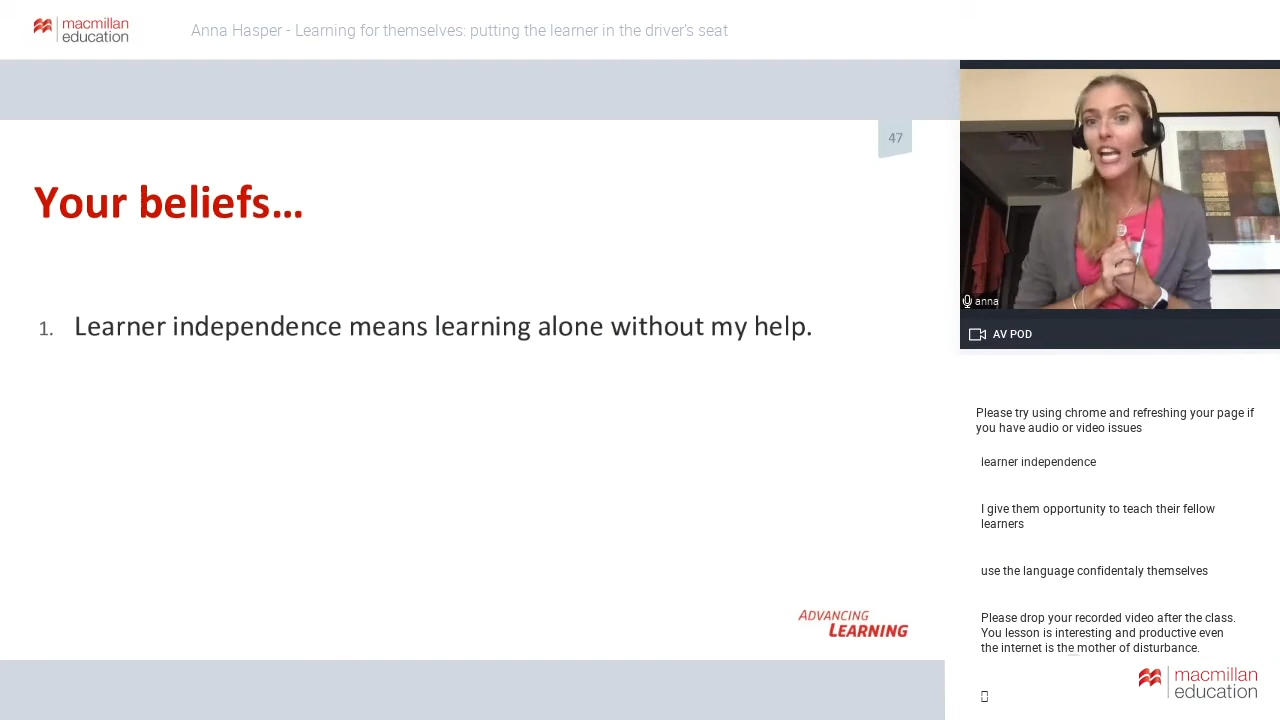 macmillan
education
Anna Hasper - Learning for themselves: putting the learner in the driver's seat
47
Your beliefs...
1. Learner independence means learning alone without my help.
ADVANCING
LEARNING
anna
AV POD
Please try using chrome and refreshing your page if
you have audio or video issues
learner independence
I give them opportunity to teach their fellow
learners
use the language confidentaly themselves
Please drop your recorded video after the class.
You lesson is interesting and productive even
the internet is the mother of disturbance.
macmillan
education